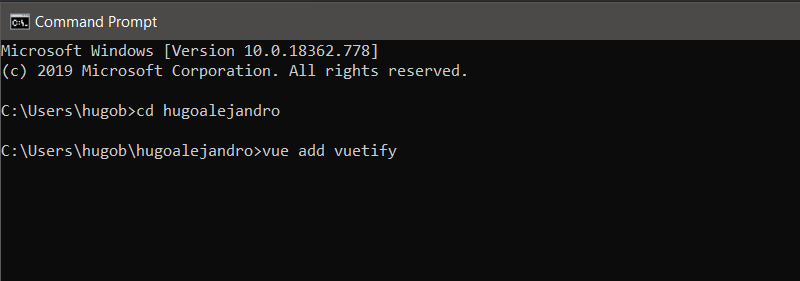 Command Prompt
Microsoft Windows [Version 10.0.18362.778]
(c) 2019 Microsoft Corporation. All rights reserved.
C:\Users\hugob>cd hugoalejandro
C:\Users\hugob\hugoalejandro>vue add vuetify